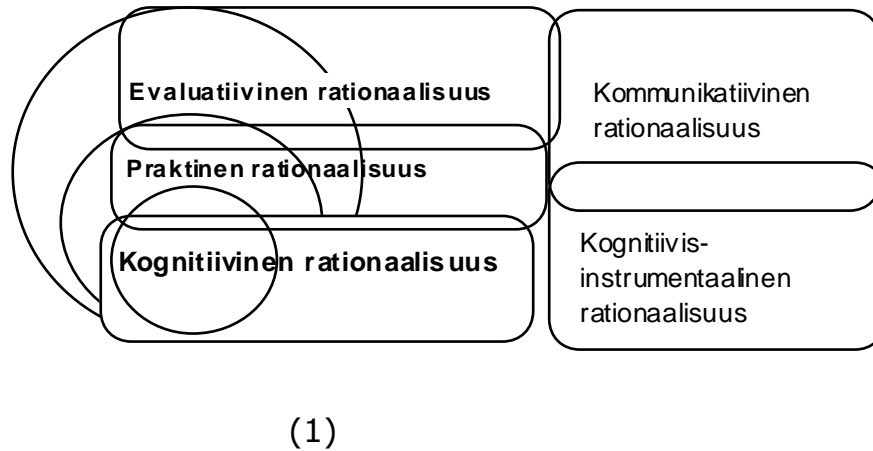 Evaluatiivinen rationaalisuus
Praktinen rationaalisuus
Kognitiivinen rationaalisuus
Kommunikatiivinen
rationaalisuus
Kognitiivis-
instrumentaalinen
rationaalisuus
(1)